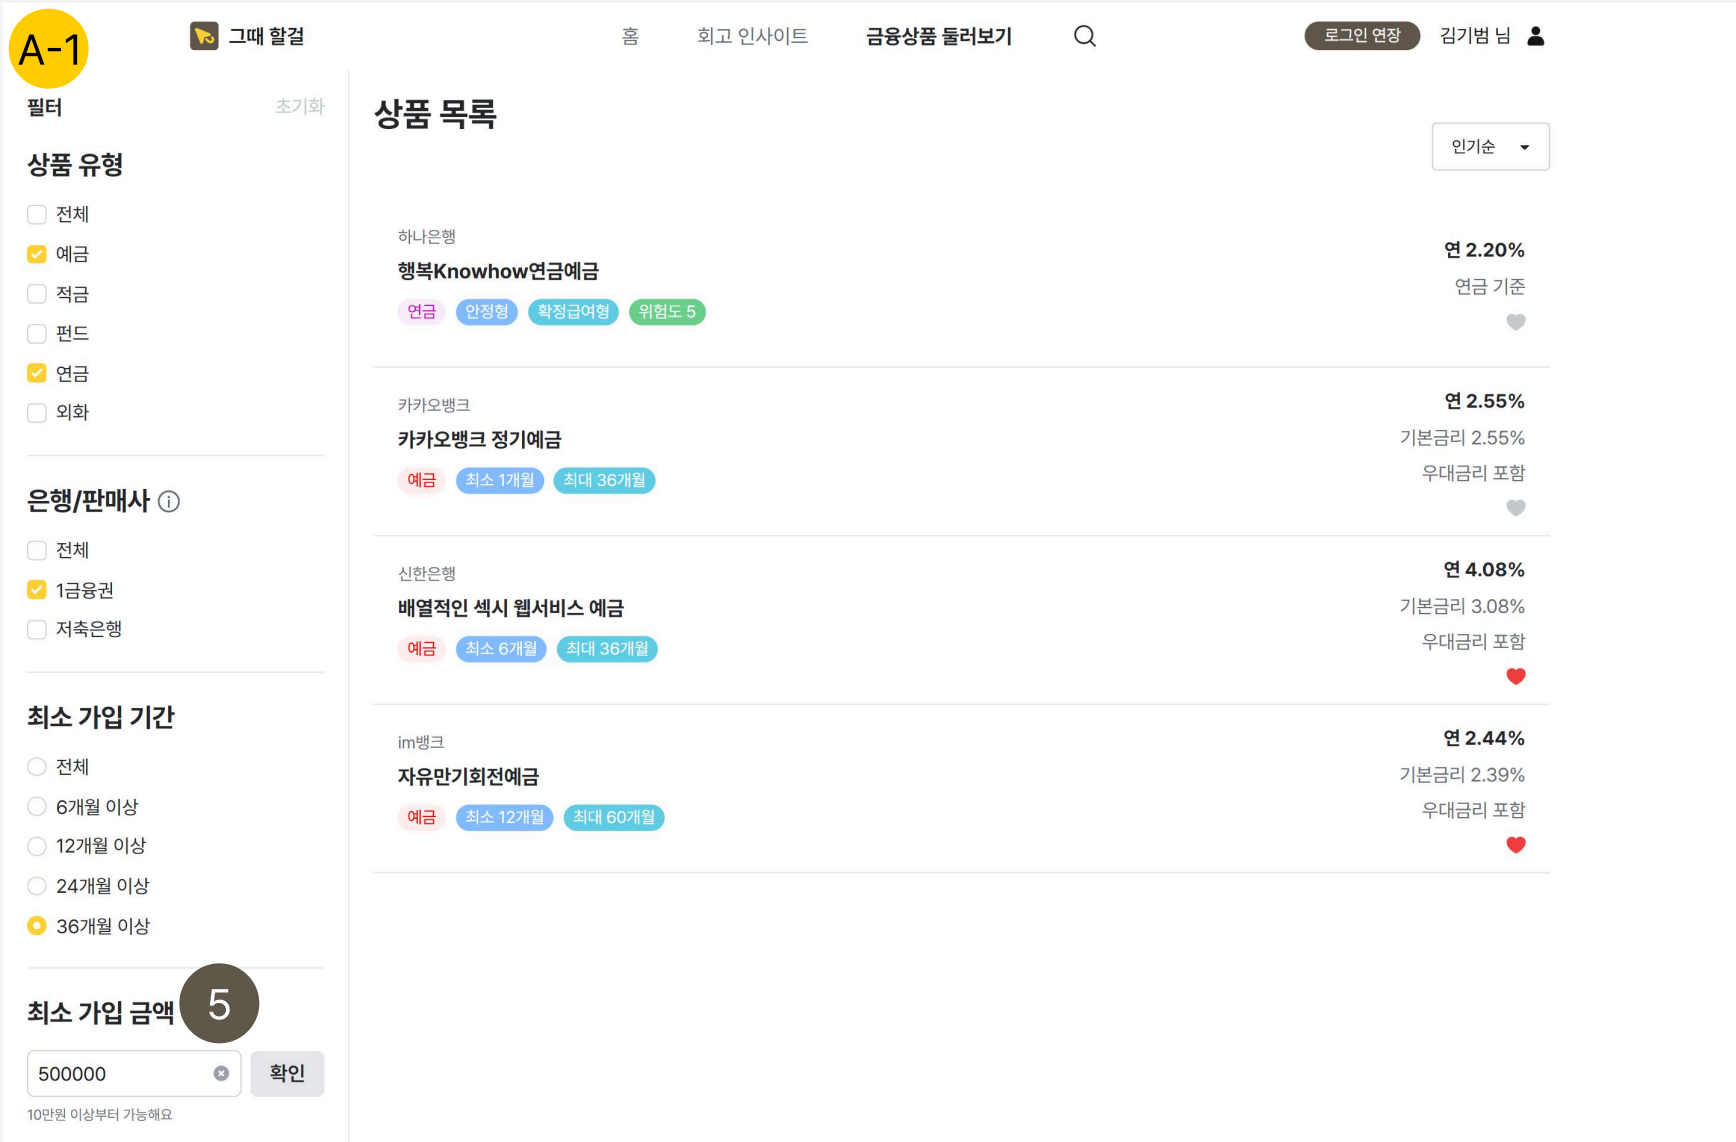 A-1
그때 할걸
홈
회고 인사이트
금융상품 둘러보기
로그인 연장
김기범 님
필터
초기화
상품 유형
전체
예금
적금
펀드
연금
외화
은행/판매사
전체
1금융권
저축은행
최소 가입 기간
전체
6개월 이상
12개월 이상
24개월 이상
36개월 이상
최소 가입 금액
5
500000
확인
10만원 이상부터 가능해요
상품 목록
인기순
하나은행
행복Knowhow연금예금
연금 안정형 확정급여형 위험도 5
연 2.20%
연금 기준
카카오뱅크
카카오뱅크 정기예금
예금 최소 1개월 최대 36개월
연 2.55%
기본금리 2.55%
우대금리 포함
신한은행
배열적인 섹시 웹서비스 예금
예금 최소 6개월 최대 36개월
연 4.08%
기본금리 3.08%
우대금리 포함
im뱅크
자유만기회전예금
예금 최소 12개월 최대 60개월
연 2.44%
기본금리 2.39%
우대금리 포함